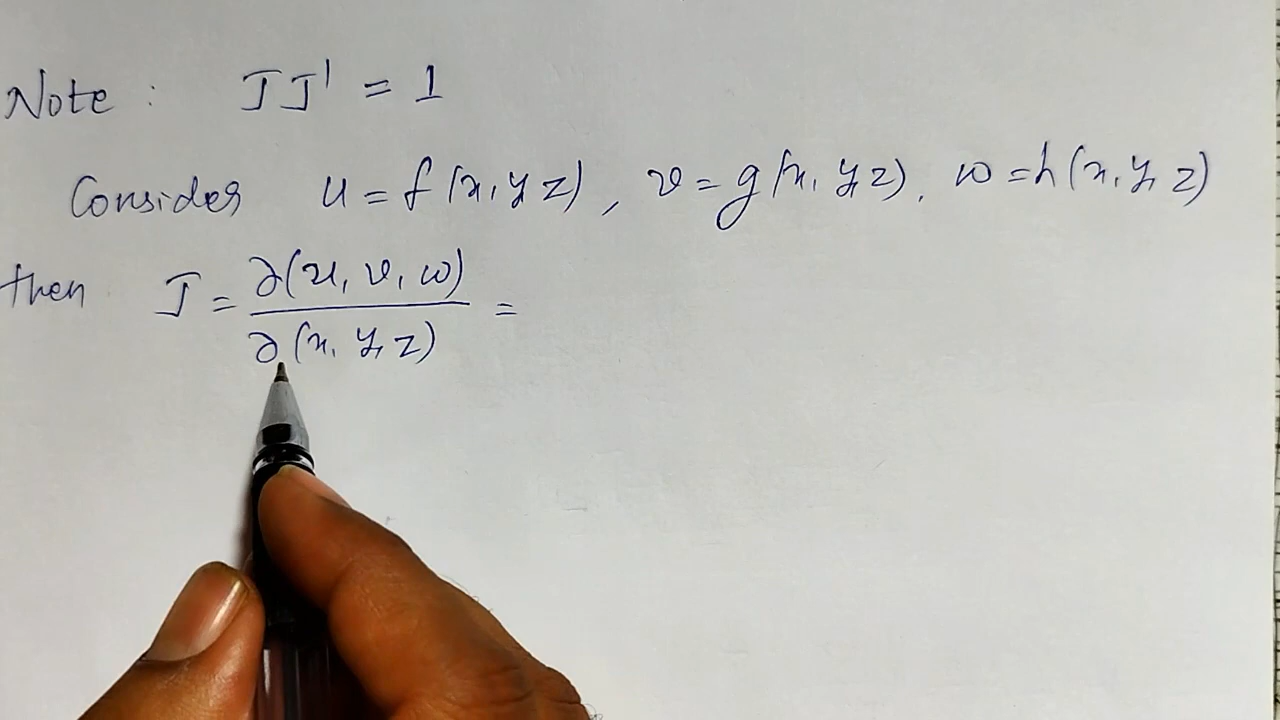 Note : JJ' = 1
Consider u = f(x, y, z), v = g(x, y, z), w = h(x, y, z)
then J = ∂(u, v, w) / ∂(x, y, z) =